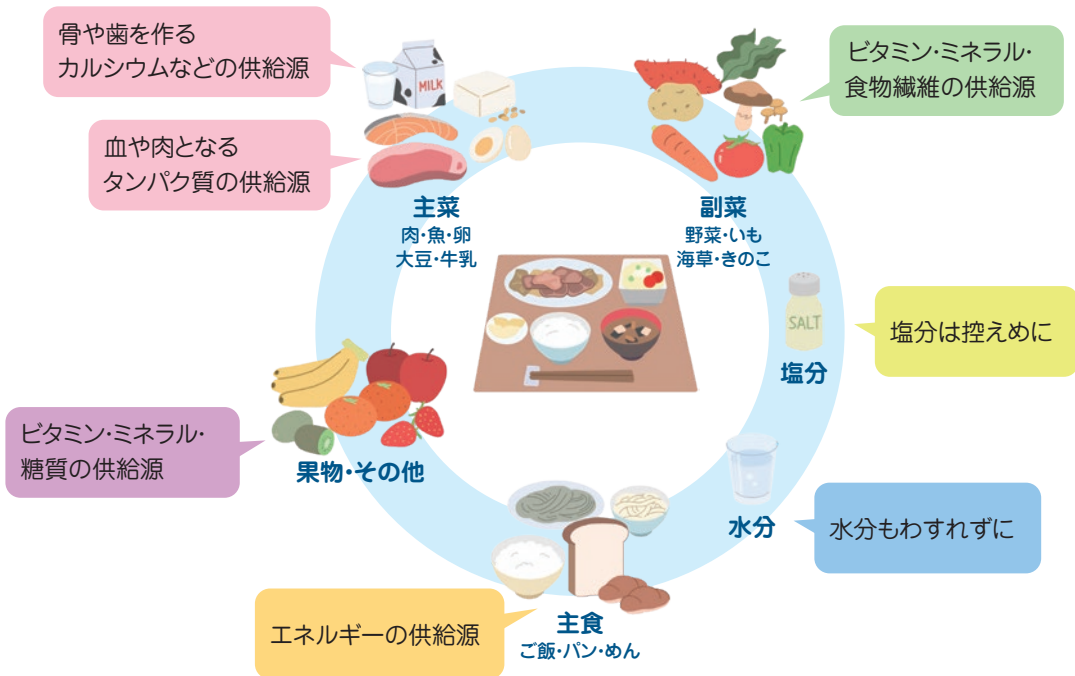 骨や歯を作る
カルシウムなどの供給源
MILK
血や肉となる
タンパク質の供給源
主菜
肉・魚・卵
大豆・牛乳
ビタミン・ミネラル・
食物繊維の供給源
副菜
野菜・いも
海草・きのこ
SALT
塩分
塩分は控えめに
ビタミン・ミネラル・
糖質の供給源
果物・その他
水分
水分もわすれずに
エネルギーの供給源
主食
ご飯・パン・めん